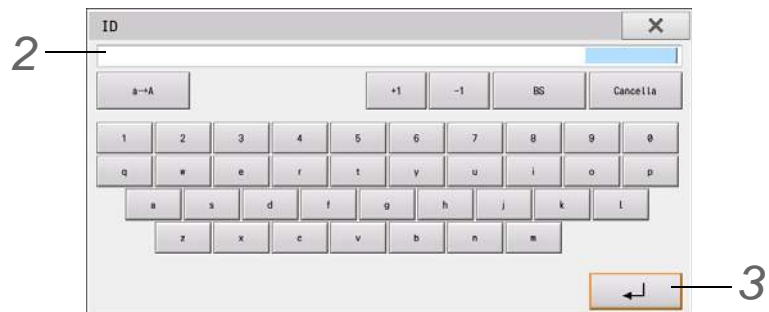 ID ×
2
a→A +1 -1 BS Cancella
1 2 3 4 5 6 7 8 9 0
q w e r t y u i o p
a s d f g h j k l
z x c v b n m
↵ 3